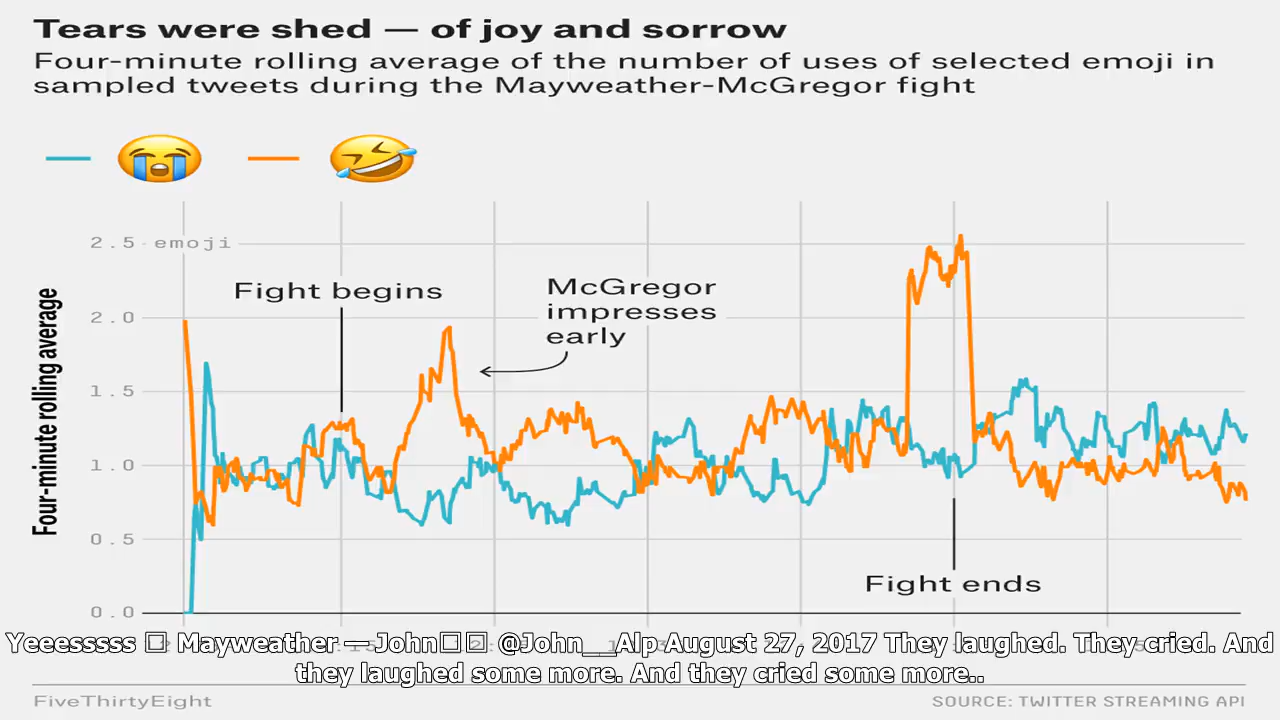 Tears were shed — of joy and sorrow
Four-minute rolling average of the number of uses of selected emoji in
sampled tweets during the Mayweather-McGregor fight
2.5 emoji
Fight begins
McGregor
impresses
early
2.0
1.5
1.0
0.5
0.0
Four-minute rolling average
Fight ends
Yeeesssss □ Mayweather — John□□ @John__Alp August 27, 2017 They laughed. They cried. And
they laughed some more. And they cried some more..
FiveThirtyEight
SOURCE: TWITTER STREAMING API